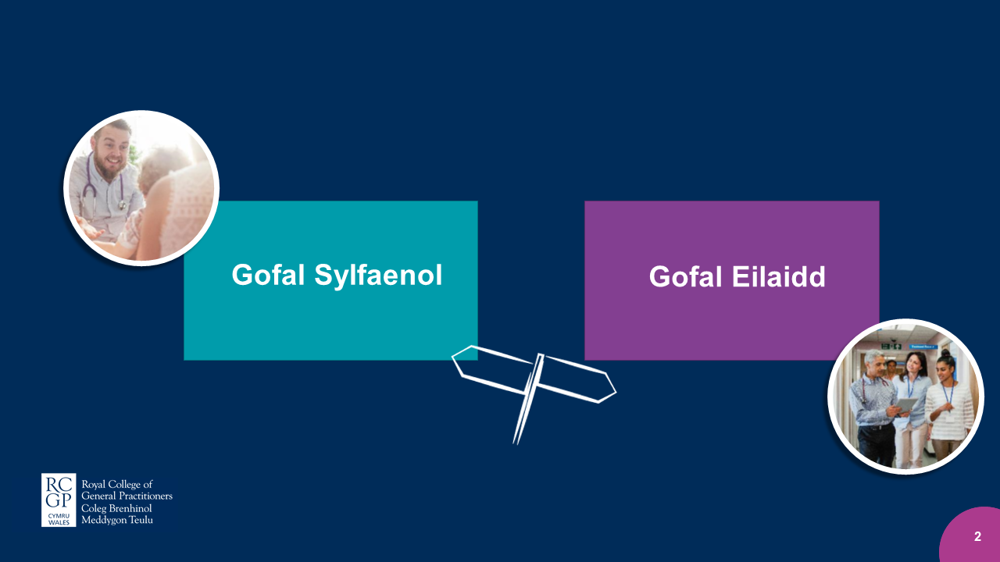 Gofal Sylfaenol
Gofal Eilaidd
RC
GP
CYMRU
WALES
Royal College of
General Practitioners
Coleg Brenhinol
Meddygon Teulu
2